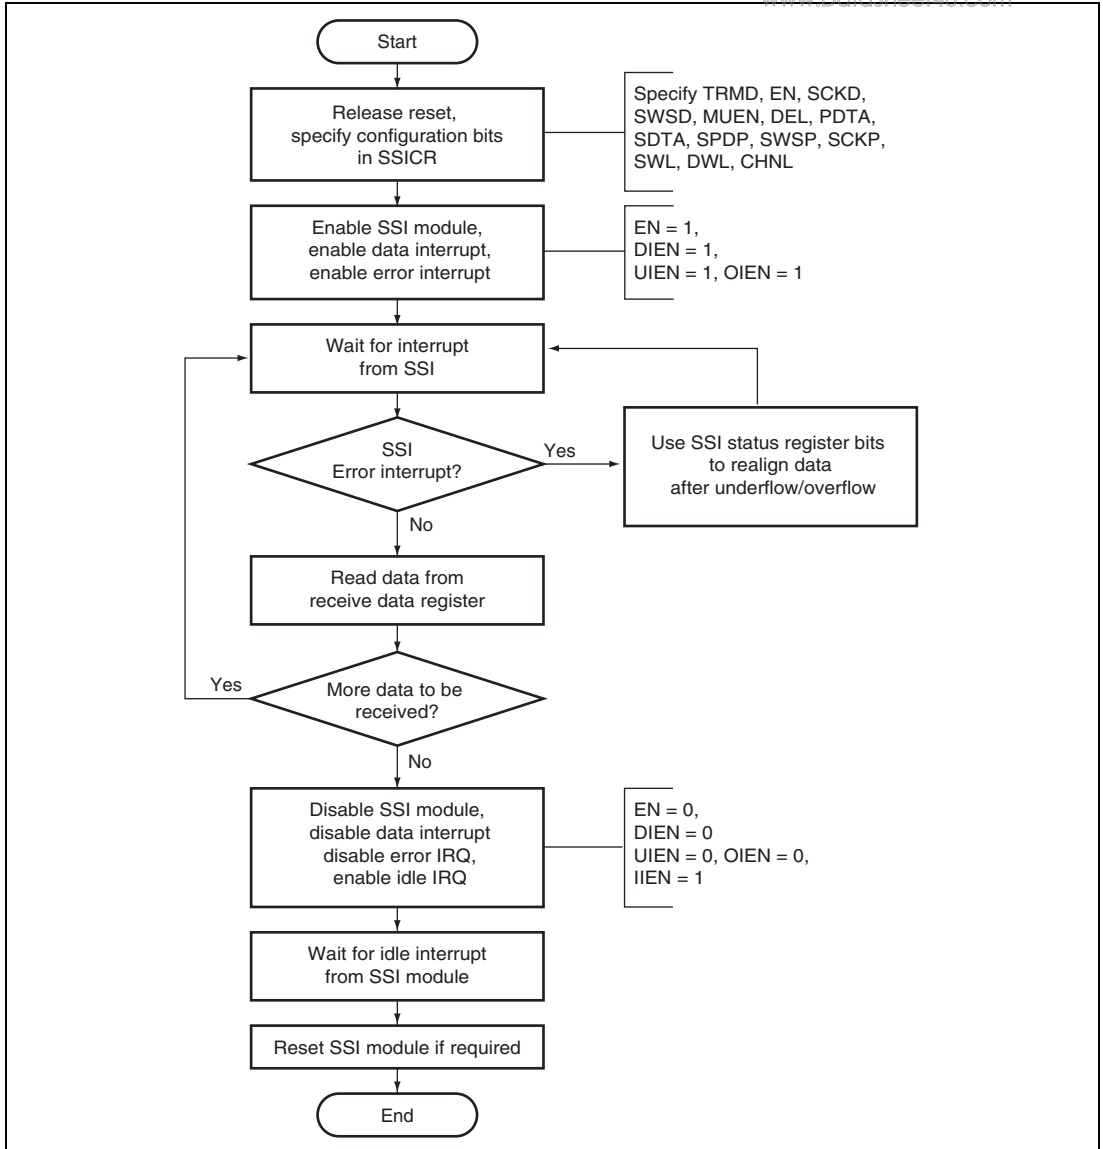 Start
Release reset,
specify configuration bits
in SSICR
Specify TRMD, EN, SCKD,
SWSD, MUEN, DEL, PDTA,
SDTA, SPDP, SWSP, SCKP,
SWL, DWL, CHNL
Enable SSI module,
enable data interrupt,
enable error interrupt
EN = 1,
DIEN = 1,
UIEN = 1, OIEN = 1
Wait for interrupt
from SSI
SSI
Error interrupt?
Yes
Use SSI status register bits
to realign data
after underflow/overflow
No
Read data from
receive data register
Yes
More data to be
received?
No
Disable SSI module,
disable data interrupt
disable error IRQ,
enable idle IRQ
EN = 0,
DIEN = 0
UIEN = 0, OIEN = 0,
IIEN = 1
Wait for idle interrupt
from SSI module
Reset SSI module if required
End